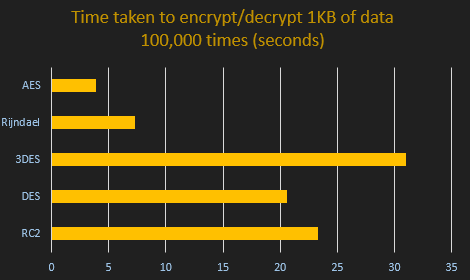 Time taken to encrypt/decrypt 1KB of data
100,000 times (seconds)
AES
Rijndael
3DES
DES
RC2
0 5 10 15 20 25 30 35